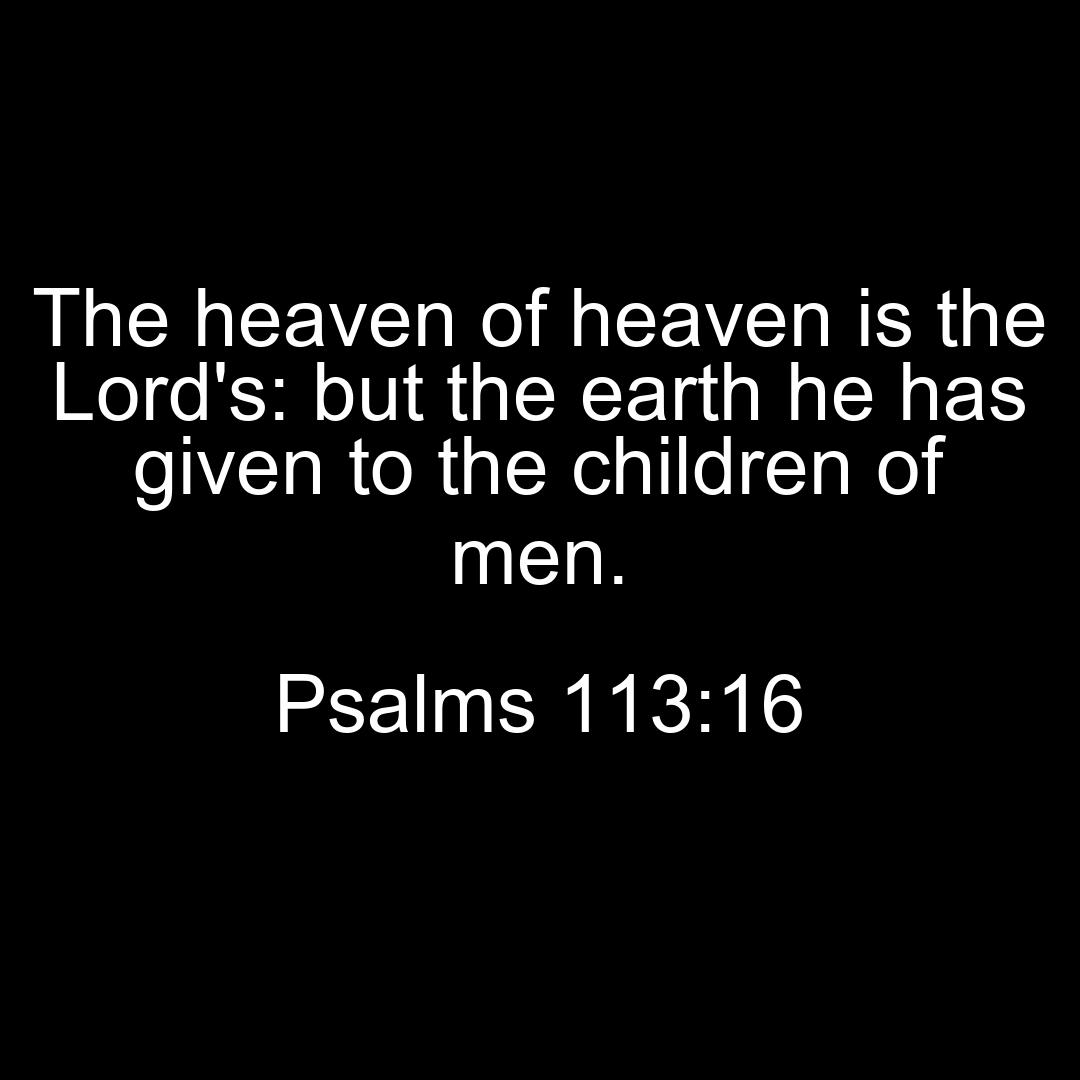 The heaven of heaven is the
Lord's: but the earth he has
given to the children of
men.
Psalms 113:16